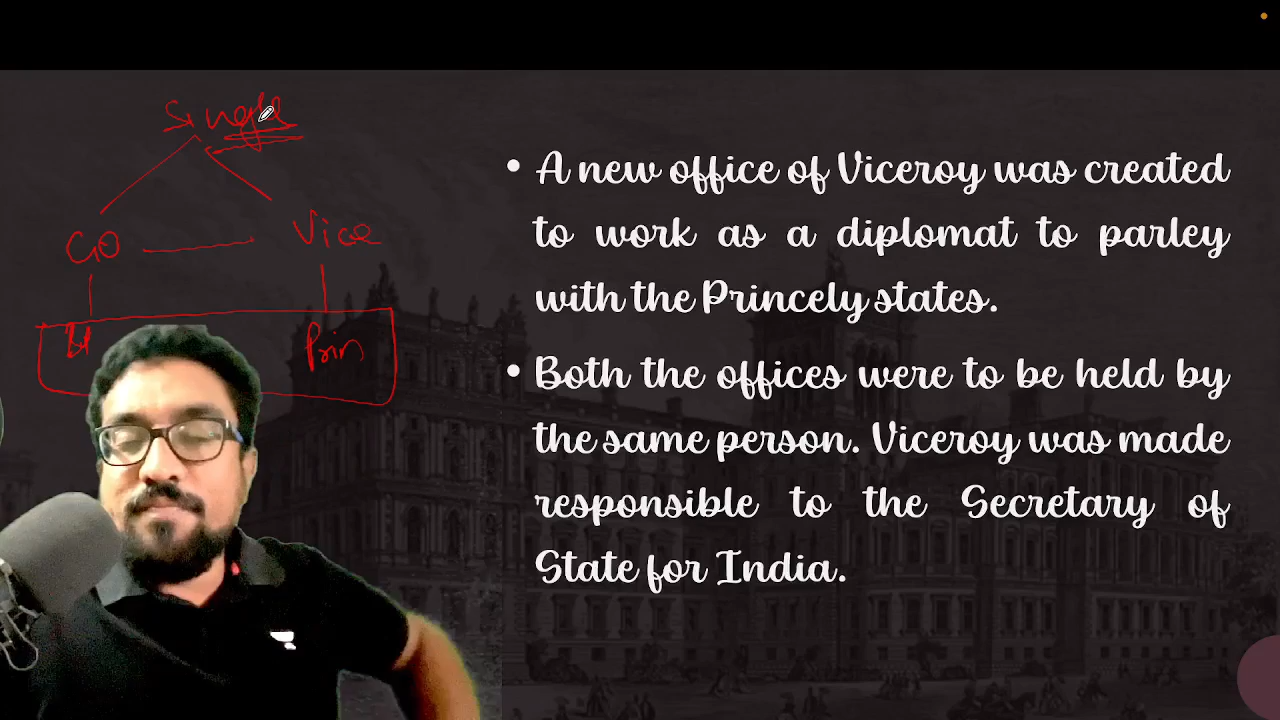 Single
GG
Vice
Prin
• A new office of Viceroy was created
to work as a diplomat to parley
with the Princely states.
• Both the offices were to be held by
the same person. Viceroy was made
responsible to the Secretary of
State for India.